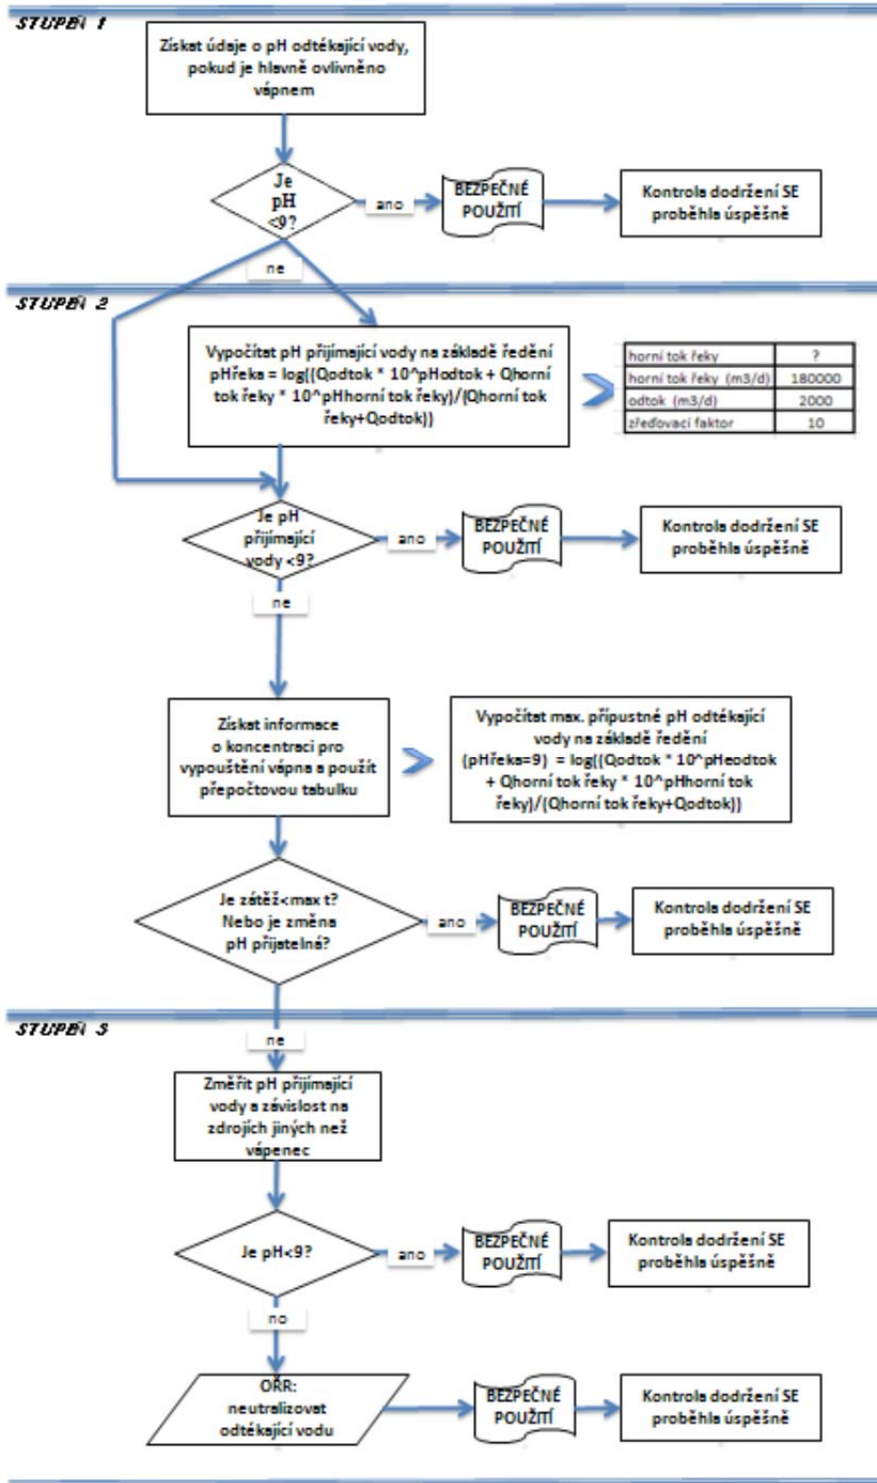 STUPEŇ 1
Získat údaje o pH odtékající vody,
pokud je hlavně ovlivněno
vápnem
Je
pH
<9?
ano
BEZPEČNÉ
POUŽITÍ
Kontrola dodržení SE
proběhla úspěšně
ne
STUPEŇ 2
Vypočítat pH přijímající vody na základě ředění
pHřeka = log((Qodtok * 10^pHodtok + Qhorní
tok řeky * 10^pHhorní tok řeky)/(Qhorní tok
řeky+Qodtok))
horní tok řeky ?
horní tok řeky (m3/d) 180000
odtok (m3/d) 2000
zřeďovací faktor 10
Je pH
přijímající
vody <9?
ano
BEZPEČNÉ
POUŽITÍ
Kontrola dodržení SE
proběhla úspěšně
ne
Získat informace
o koncentraci pro
vypouštění vápna a použít
přepočtovou tabulku
Vypočítat max. přípustné pH odtékající
vody na základě ředění
(pHřeka=9) = log((Qodtok * 10^pHeodtok
+ Qhorní tok řeky * 10^pHhorní tok
řeky)/(Qhorní tok řeky+Qodtok))
Je zátěž<max t?
Nebo je změna
pH přijatelná?
ano
BEZPEČNÉ
POUŽITÍ
Kontrola dodržení SE
proběhla úspěšně
STUPEŇ 3
ne
Změřit pH přijímající
vody a závislost na
zdrojích jiných než
vápenec
Je pH<9?
ano
BEZPEČNÉ
POUŽITÍ
Kontrola dodržení SE
proběhla úspěšně
no
OŘR:
neutralizovat
odtékající vodu
BEZPEČNÉ
POUŽITÍ
Kontrola dodržení SE
proběhla úspěšně